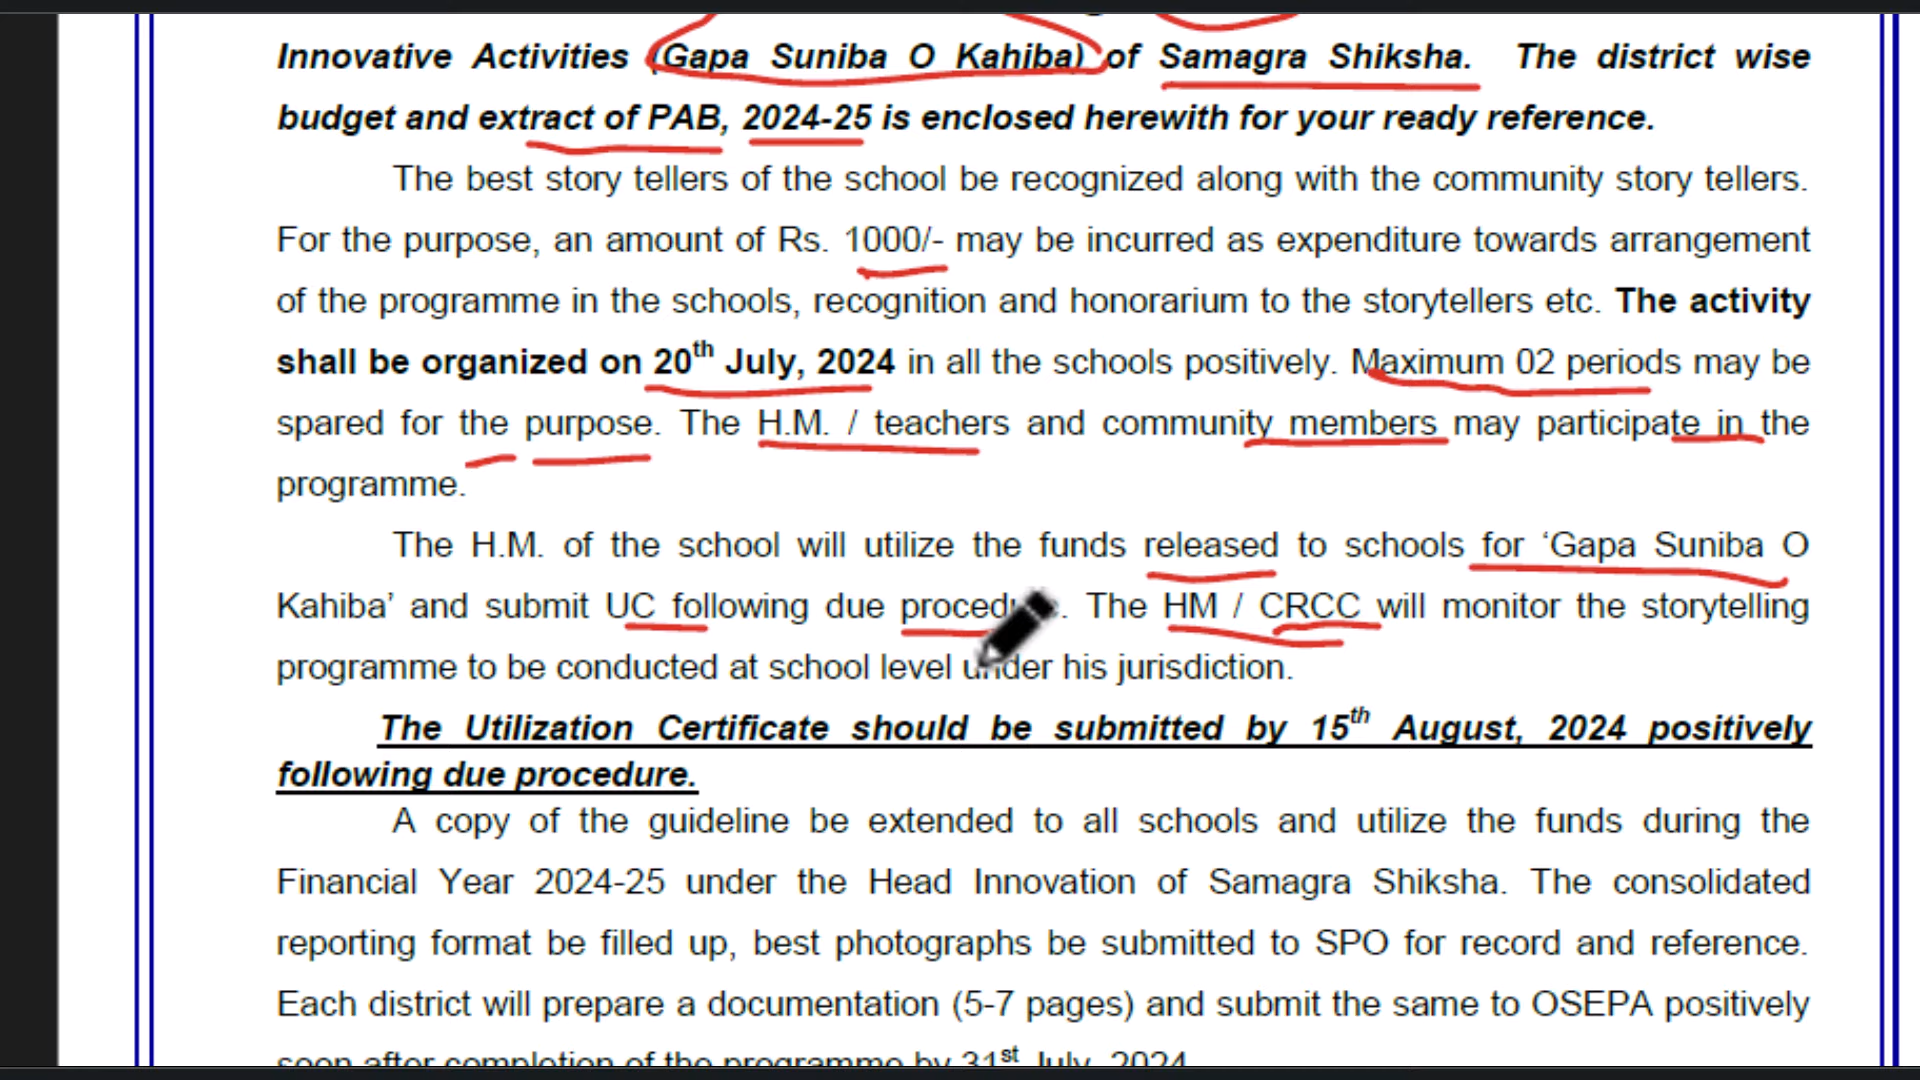 Innovative Activities (Gapa Suniba O Kahiba) of Samagra Shiksha. The district wise
budget and extract of PAB, 2024-25 is enclosed herewith for your ready reference.
The best story tellers of the school be recognized along with the community story tellers.
For the purpose, an amount of Rs. 1000/- may be incurred as expenditure towards arrangement
of the programme in the schools, recognition and honorarium to the storytellers etc. The activity
shall be organized on 20th July, 2024 in all the schools positively. Maximum 02 periods may be
spared for the purpose. The H.M. / teachers and community members may participate in the
programme.
The H.M. of the school will utilize the funds released to schools for ‘Gapa Suniba O
Kahiba’ and submit UC following due . The HM / CRCC will monitor the storytelling
programme to be conducted at school level under his jurisdiction.
The Utilization Certificate should be submitted by 15th August, 2024 positively
following due procedure.
A copy of the guideline be extended to all schools and utilize the funds during the
Financial Year 2024-25 under the Head Innovation of Samagra Shiksha. The consolidated
reporting format be filled up, best photographs be submitted to SPO for record and reference.
Each district will prepare a documentation (5-7 pages) and submit the same to OSEPA positively
soon after completion of the programme by 31st July, 2024